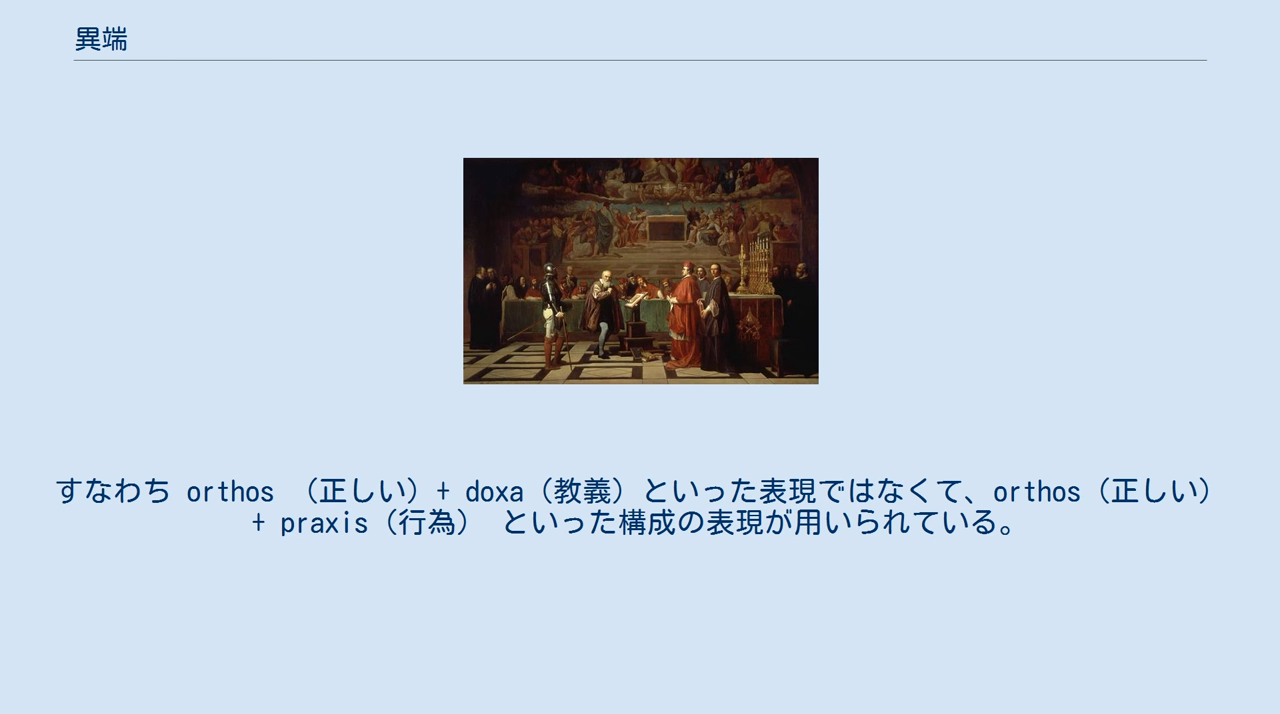 異端
すなわち orthos （正しい）+ doxa（教義）といった表現ではなくて、orthos（正しい）
+ praxis（行為） といった構成の表現が用いられている。